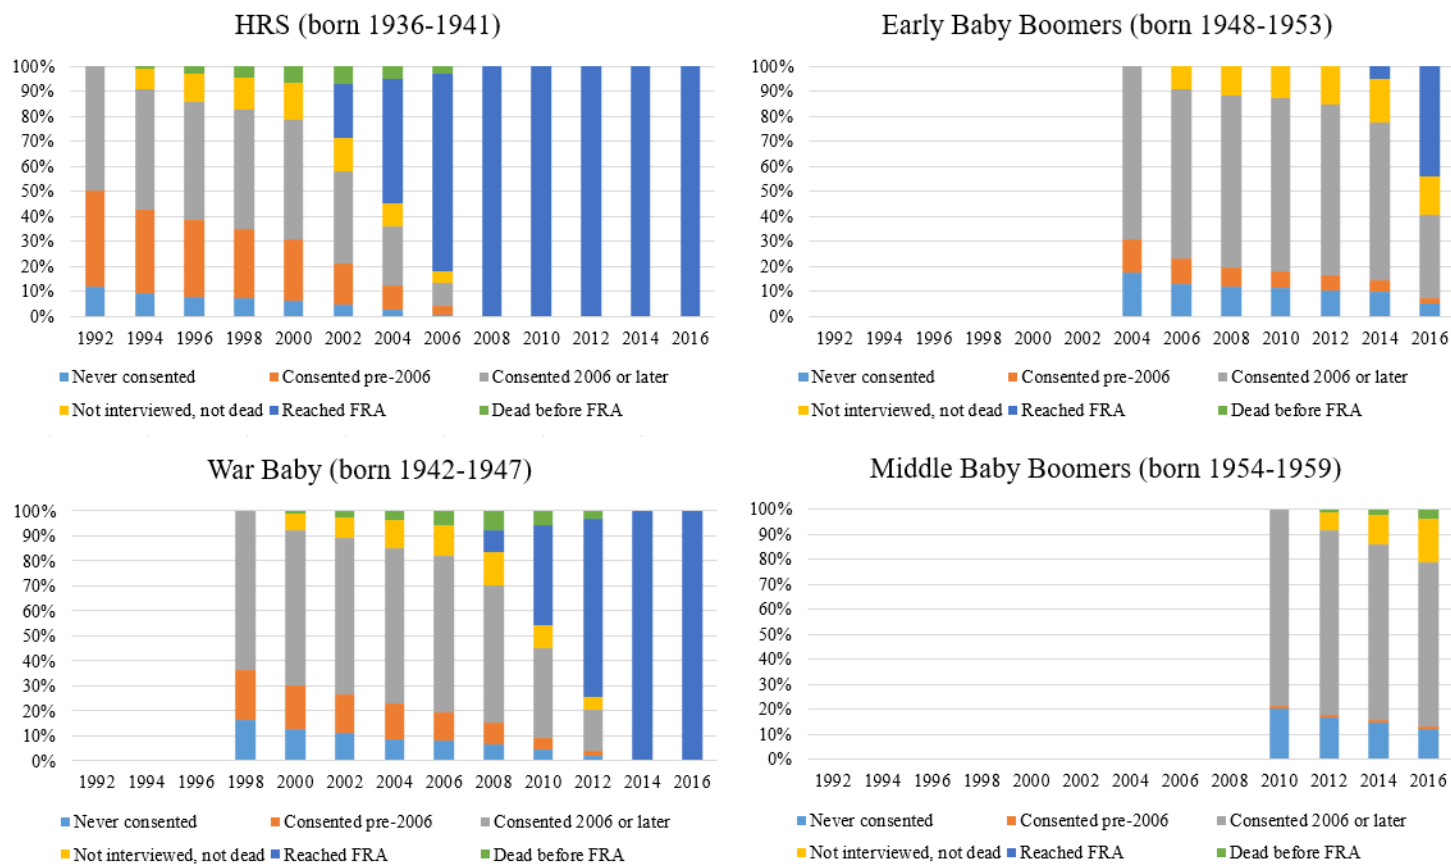 HRS (born 1936-1941)
100%
90%
80%
70%
60%
50%
40%
30%
20%
10%
0%
1992 1994 1996 1998 2000 2002 2004 2006 2008 2010 2012 2014 2016
Never consented Consented pre-2006 Consented 2006 or later
Not interviewed, not dead Reached FRA Dead before FRA
Early Baby Boomers (born 1948-1953)
100%
90%
80%
70%
60%
50%
40%
30%
20%
10%
0%
1992 1994 1996 1998 2000 2002 2004 2006 2008 2010 2012 2014 2016
Never consented Consented pre-2006 Consented 2006 or later
Not interviewed, not dead Reached FRA Dead before FRA
War Baby (born 1942-1947)
100%
90%
80%
70%
60%
50%
40%
30%
20%
10%
0%
1992 1994 1996 1998 2000 2002 2004 2006 2008 2010 2012 2014 2016
Never consented Consented pre-2006 Consented 2006 or later
Not interviewed, not dead Reached FRA Dead before FRA
Middle Baby Boomers (born 1954-1959)
100%
90%
80%
70%
60%
50%
40%
30%
20%
10%
0%
1992 1994 1996 1998 2000 2002 2004 2006 2008 2010 2012 2014 2016
Never consented Consented pre-2006 Consented 2006 or later
Not interviewed, not dead Reached FRA Dead before FRA